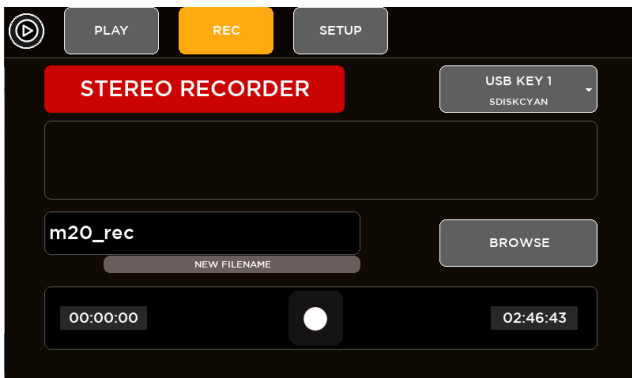 PLAY
REC
SETUP
STEREO RECORDER
USB KEY 1
SDISKCYAN
m20_rec
NEW FILENAME
BROWSE
00:00:00
02:46:43